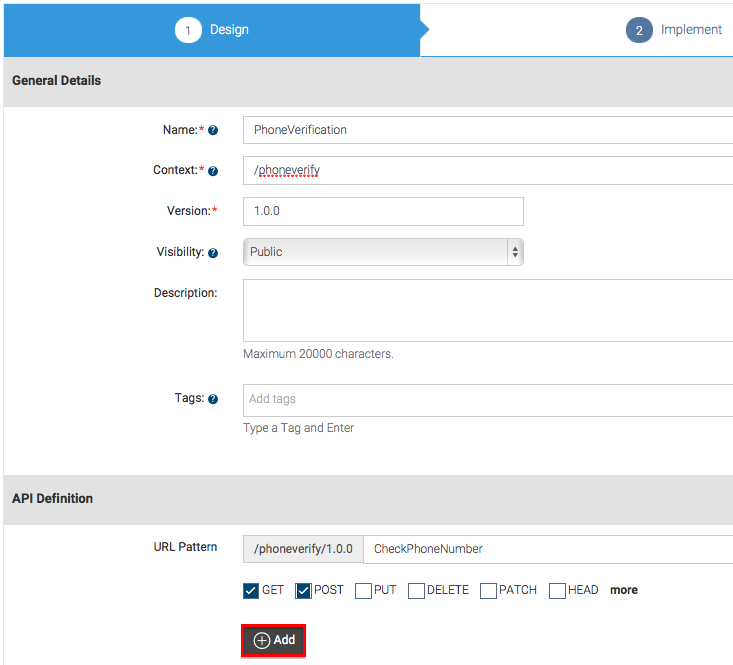 1 Design
2 Implement
General Details
Name:* ? PhoneVerification
Context:* ? /phoneverify
Version:* 1.0.0
Visibility: ? Public
Description:
Maximum 20000 characters.
Tags: ? Add tags
Type a Tag and Enter
API Definition
URL Pattern /phoneverify/1.0.0 CheckPhoneNumber
GET POST PUT DELETE PATCH HEAD more
Add